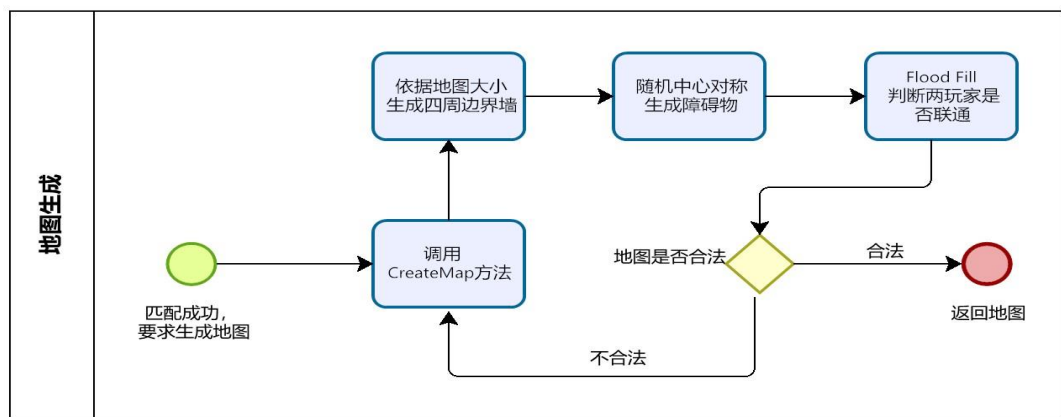 地图生成
匹配成功,
要求生成地图
调用
CreateMap方法
依据地图大小
生成四周边界墙
随机中心对称
生成障碍物
Flood Fill
判断两玩家是
否联通
地图是否合法
合法
返回地图
不合法